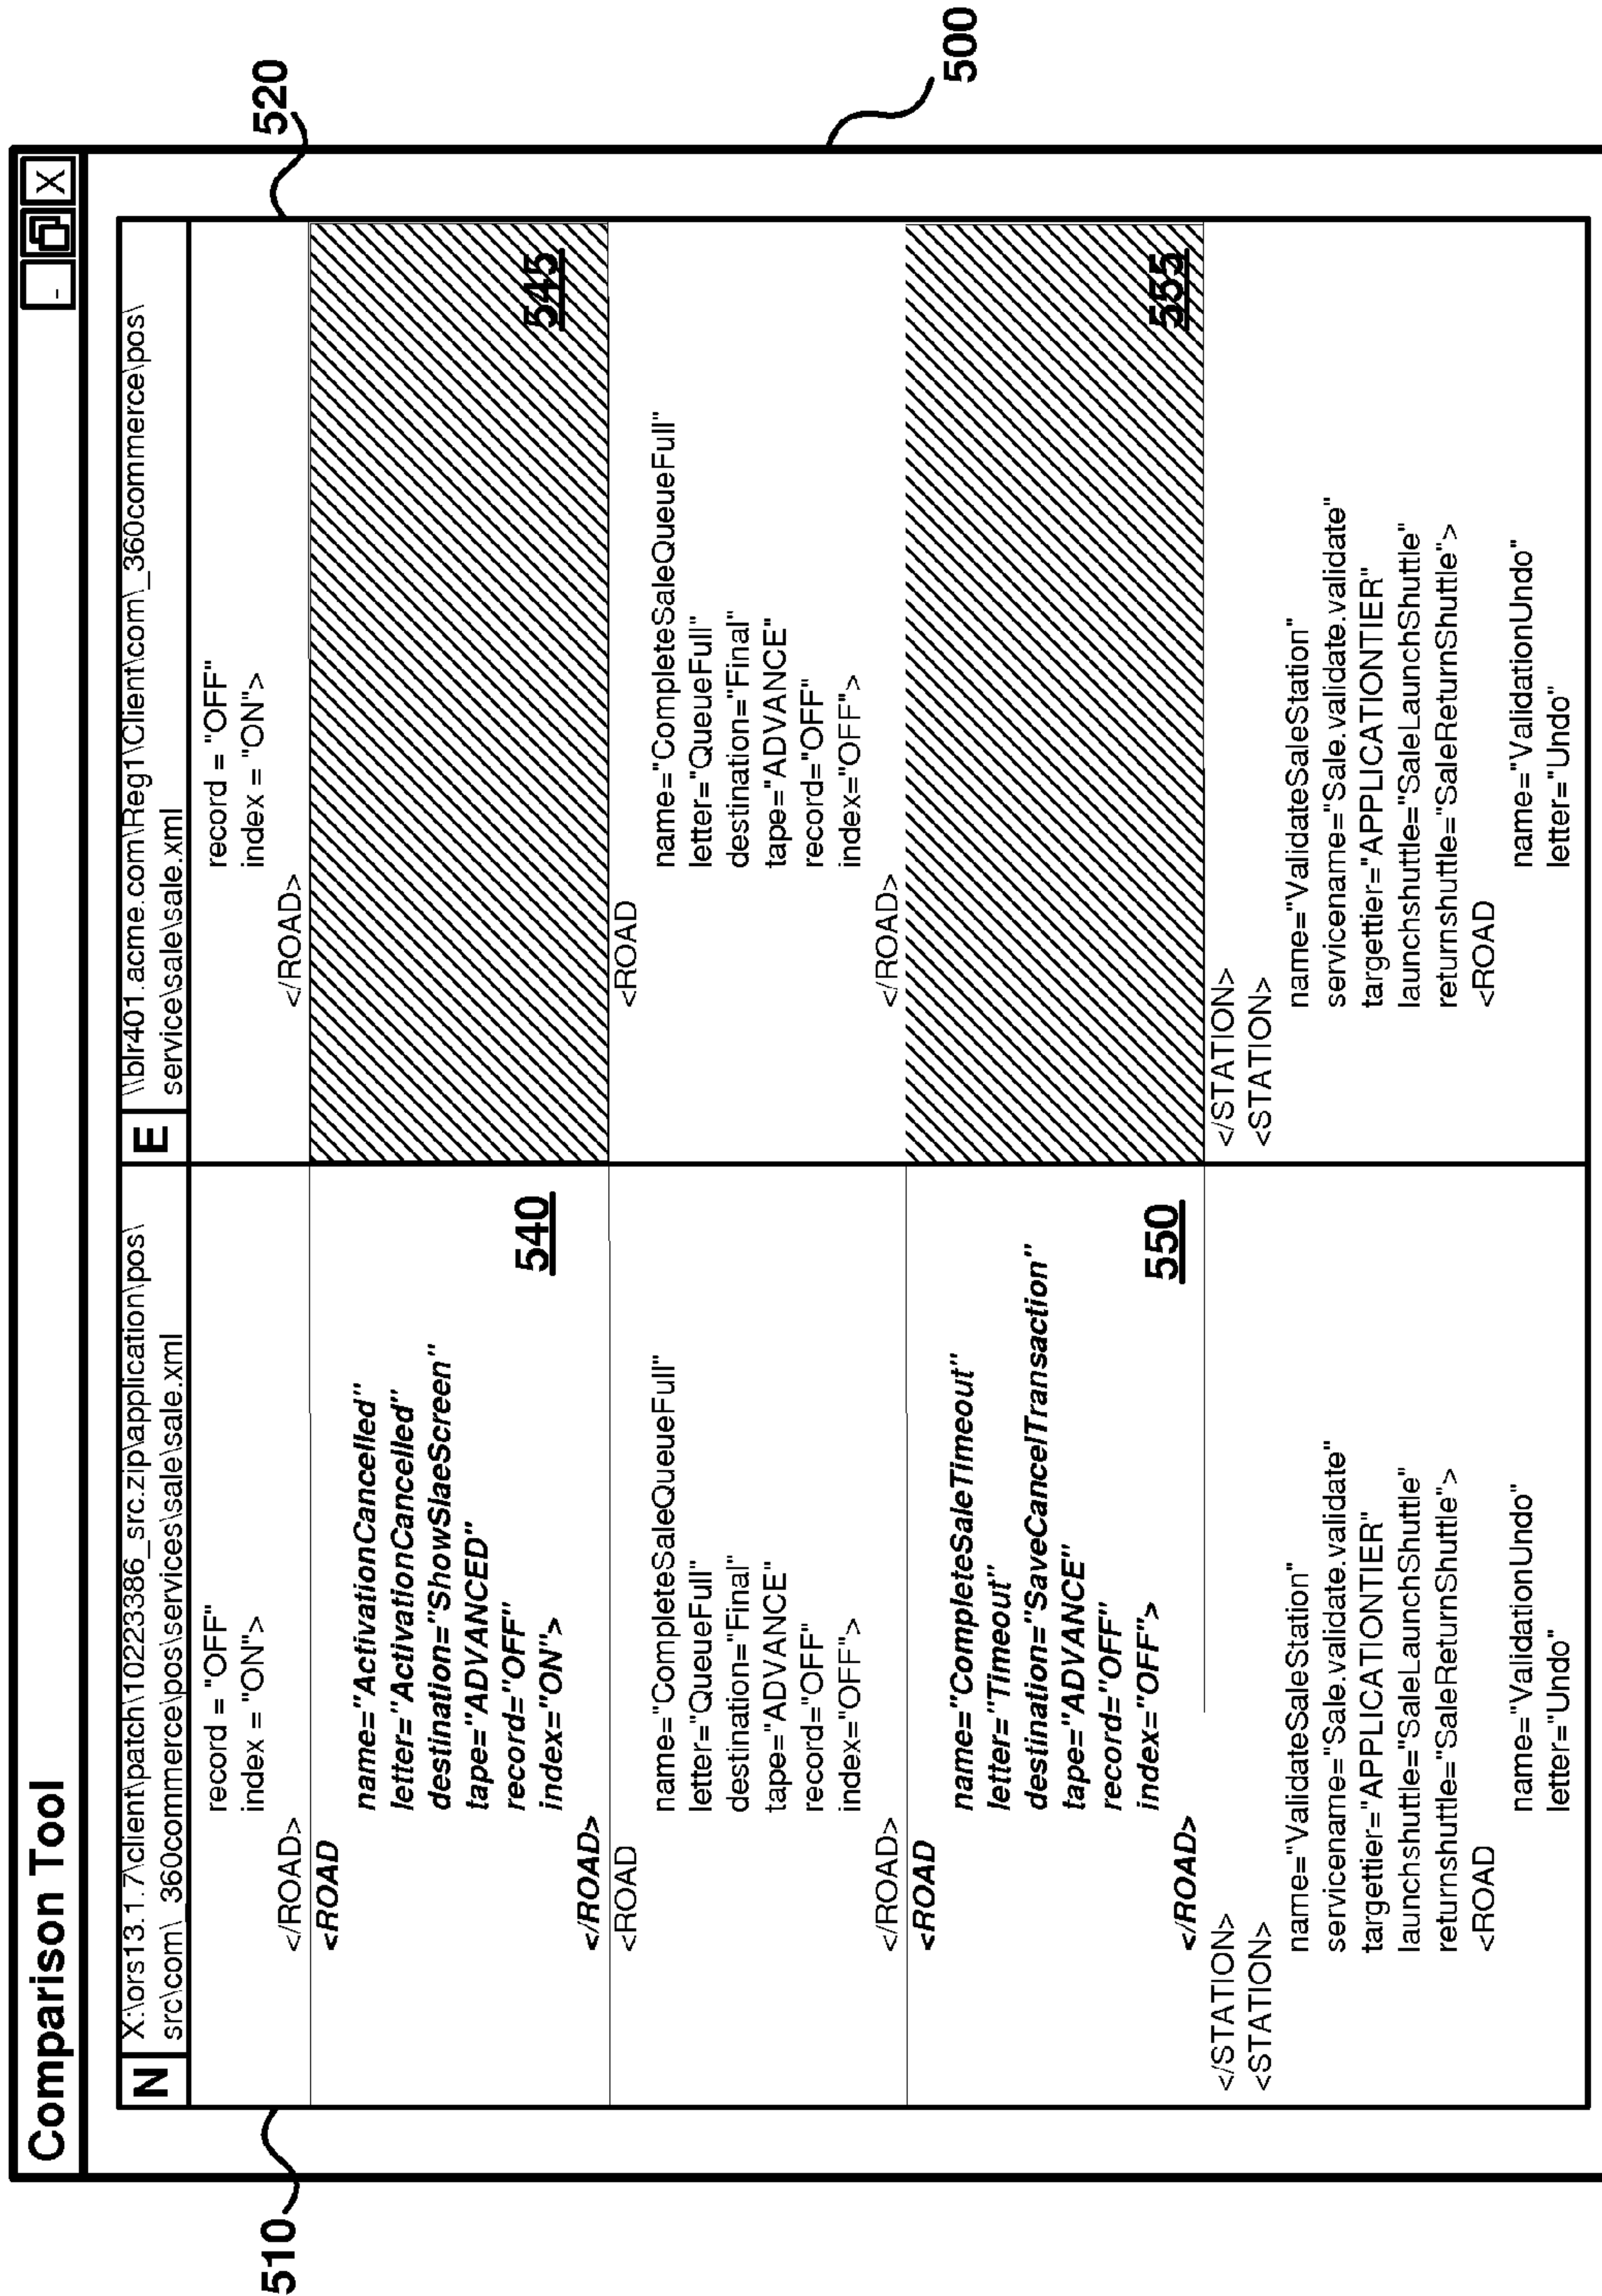 Comparison Tool
- X
N X:\ors13.1.7\client\patch\10223386_src.zip\application\pos\
src\com\_360commerce\pos\services\sale\sale.xml
record = "OFF"
index = "ON">
</ROAD>
<ROAD
name="ActivationCancelled"
letter="ActivationCancelled"
destination="ShowSlaeScreen"
tape="ADVANCED"
record="OFF"
index="ON">
</ROAD>
540
<ROAD
name="CompleteSaleQueueFull"
letter="QueueFull"
destination="Final"
tape="ADVANCE"
record="OFF"
index="OFF">
</ROAD>
<ROAD
name="CompleteSaleTimeout"
letter="Timeout"
destination="SaveCancelTransaction"
tape="ADVANCE"
record="OFF"
index="OFF">
</ROAD>
550
</STATION>
<STATION>
name="ValidateSaleStation"
servicename="Sale.validate.validate"
targettier="APPLICATIONTIER"
launchshuttle="SaleLaunchShuttle"
returnshuttle="SaleReturnShuttle">
<ROAD
name="ValidationUndo"
letter="Undo"
E \\blr401.acme.com\Reg1\Client\com\_360commerce\pos\
service\sale\sale.xml
record = "OFF"
index = "ON">
</ROAD>
545
<ROAD
name="CompleteSaleQueueFull"
letter="QueueFull"
destination="Final"
tape="ADVANCE"
record="OFF"
index="OFF">
</ROAD>
555
</STATION>
<STATION>
name="ValidateSaleStation"
servicename="Sale.validate.validate"
targettier="APPLICATIONTIER"
launchshuttle="SaleLaunchShuttle"
returnshuttle="SaleReturnShuttle">
<ROAD
name="ValidationUndo"
letter="Undo"
510
520
500